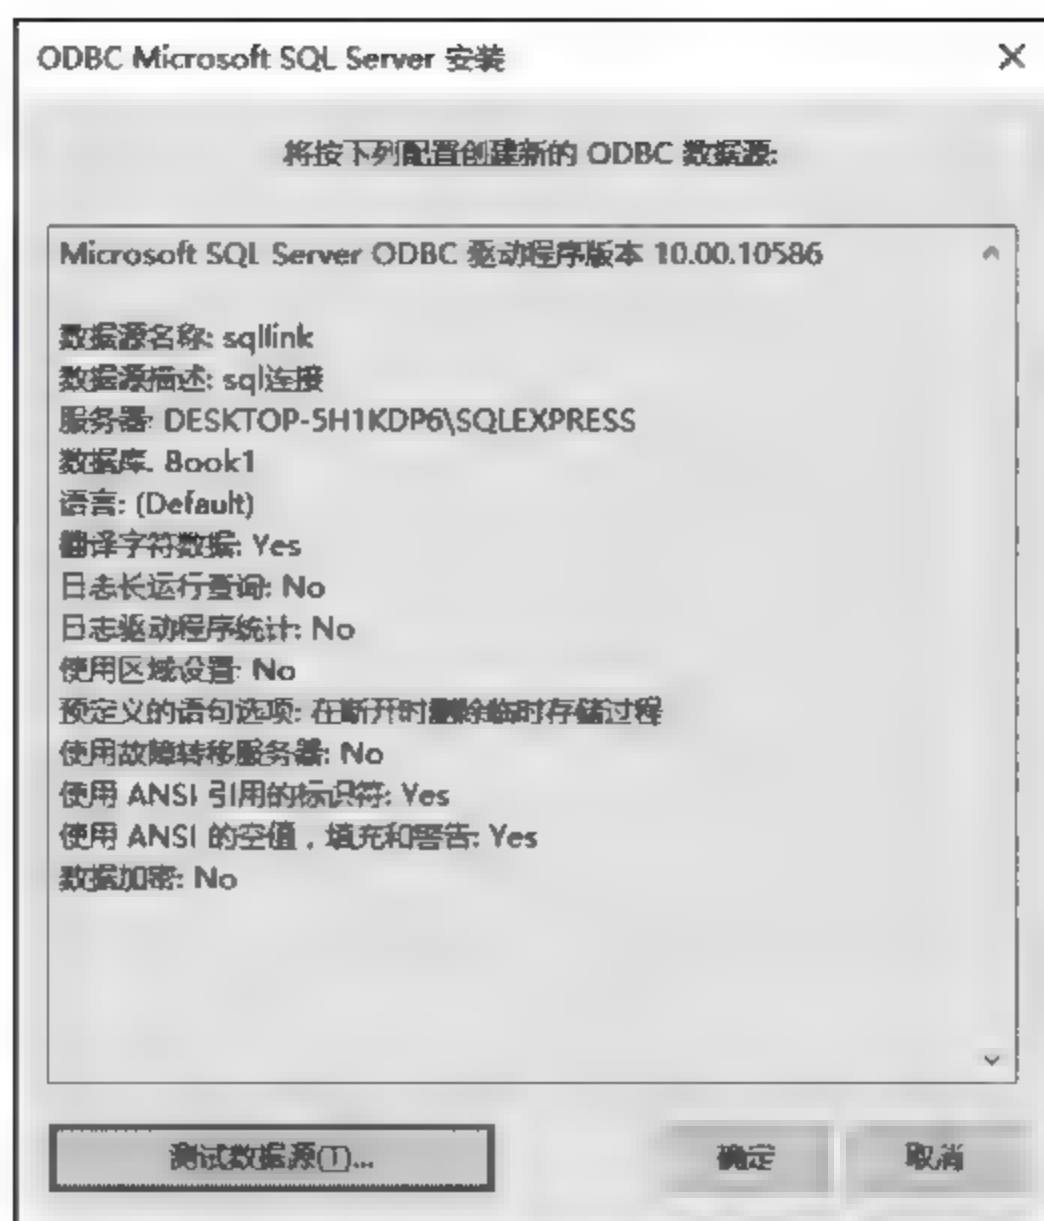 ODBC Microsoft SQL Server 安装
将按下列配置创建新的 ODBC 数据源:
Microsoft SQL Server ODBC 驱动程序版本 10.00.10586
数据源名称: sqllink
数据源描述: sql连接
服务器: DESKTOP-5H1KDP6\SQLEXPRESS
数据库: Book1
语言: (Default)
翻译字符数据: Yes
日志长运行查询: No
日志驱动程序统计: No
使用区域设置: No
预定义的语句选项: 在断开时删除临时存储过程
使用故障转移服务器: No
使用 ANSI 引用的标识符: Yes
使用 ANSI 的空值，填充和警告: Yes
数据加密: No
测试数据源(T)...
确定
取消